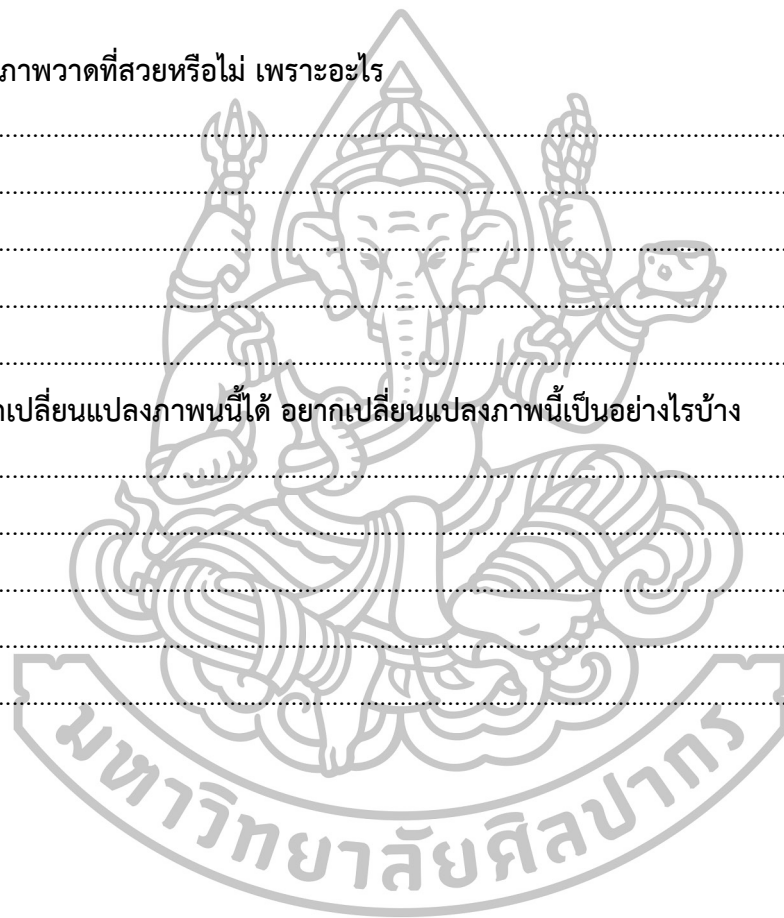 ภาพวาดที่สวยหรือไม่ เพราะอะไร
เปลี่ยนแปลงภาพนนี้ได้ อยากเปลี่ยนแปลงภาพนี้เป็นอย่างไรบ้าง
มหาวิทยาลัยศิลปากร